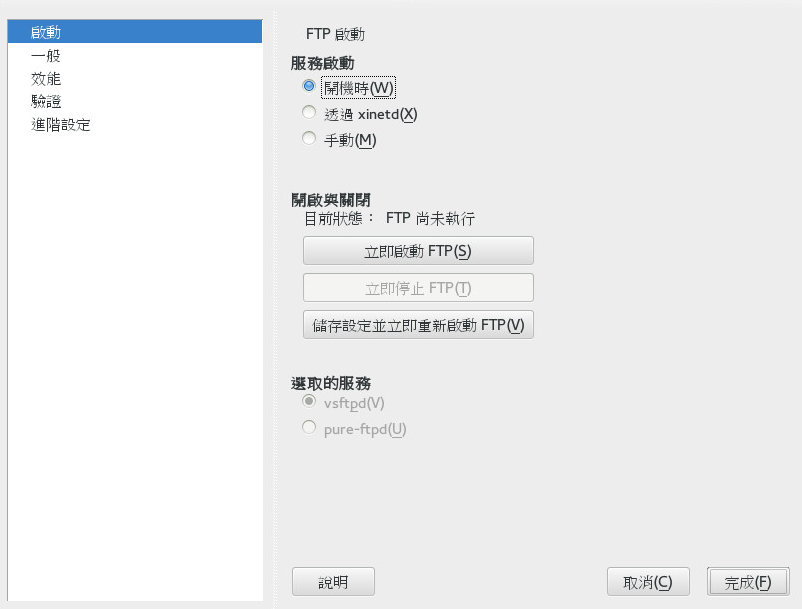 啟動
一般
效能
驗證
進階設定
FTP 啟動
服務啟動
開機時(W)
透過 xinetd(X)
手動(M)
開啟與關閉
目前狀態： FTP 尚未執行
立即啟動 FTP(S)
立即停止 FTP(T)
儲存設定並立即重新啟動 FTP(V)
選取的服務
vsftpd(V)
pure-ftpd(U)
說明
取消(C)
完成(F)